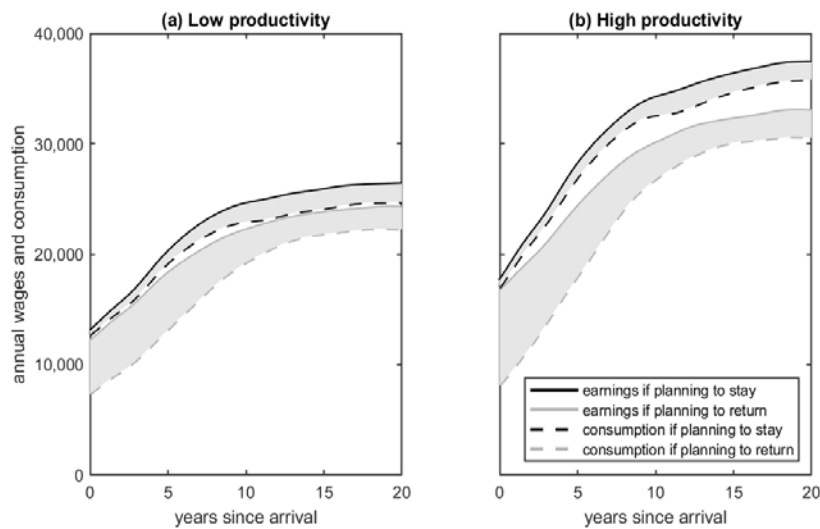 (a) Low productivity
(b) High productivity
40,000
30,000
20,000
10,000
0
annual wages and consumption
0 5 10 15 20
0 5 10 15 20
years since arrival
years since arrival
earnings if planning to stay
earnings if planning to return
consumption if planning to stay
consumption if planning to return